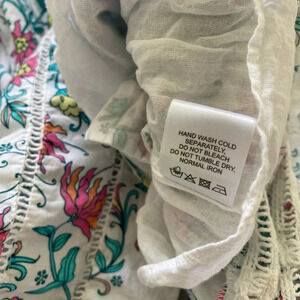 HAND WASH COLD
SEPARATELY,
DO NOT BLEACH
DO NOT TUMBLE DRY.
NORMAL IRON